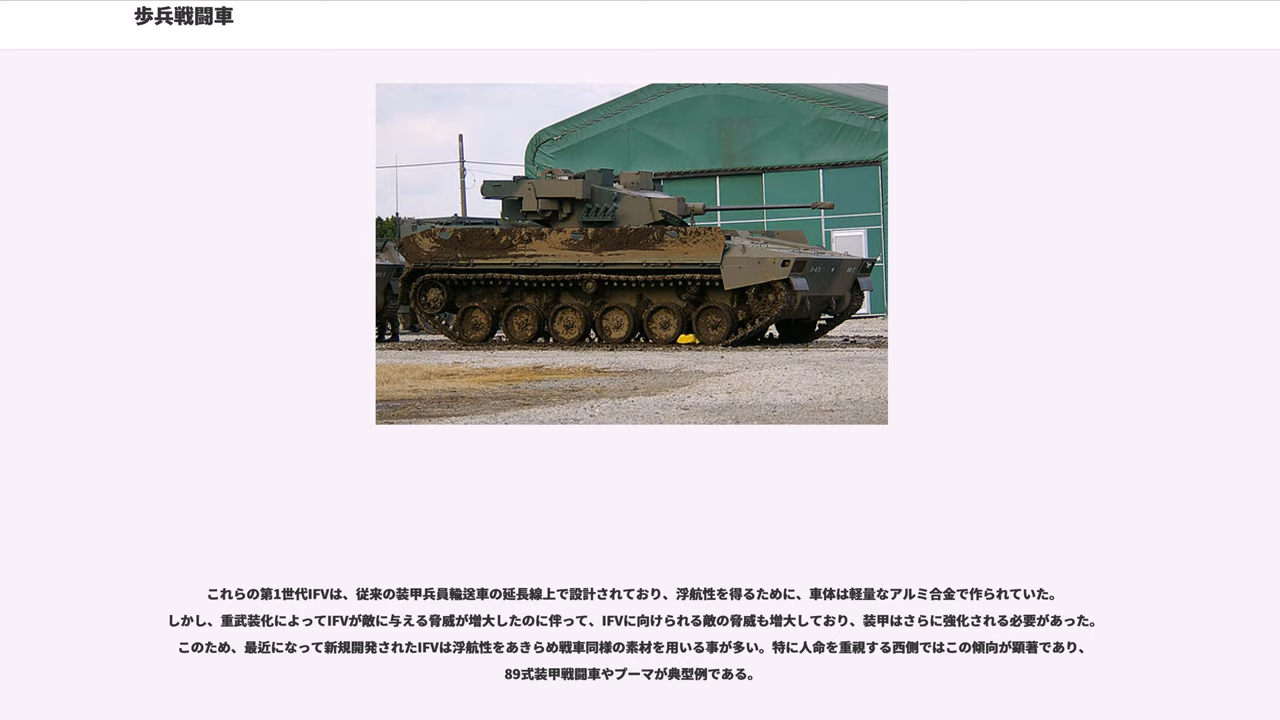 歩兵戦闘車
これらの第1世代IFVは、従来の装甲兵員輸送車の延長線上で設計されており、浮航性を得るために、車体は軽量なアルミ合金で作られていた。
しかし、重武装化によってIFVが敵に与える脅威が増大したのに伴って、IFVに向けられる敵の脅威も増大しており、装甲はさらに強化される必要があった。
このため、最近になって新規開発されたIFVは浮航性をあきらめ戦車同様の素材を用いる事が多い。特に人命を重視する西側ではこの傾向が顕著であり、
89式装甲戦闘車やプーマが典型例である。